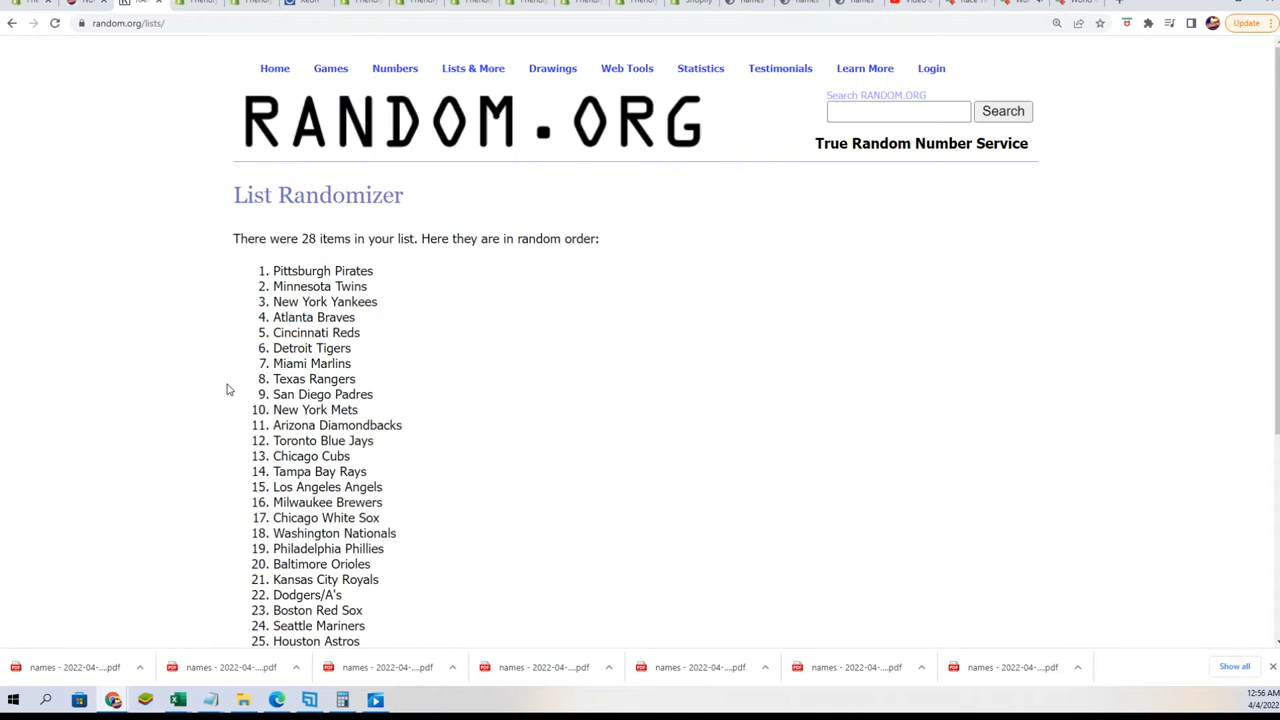 Shopify
names
names
names
random.org/lists/
Update
Home Games Numbers Lists & More Drawings Web Tools Statistics Testimonials Learn More Login
RANDOM.ORG
Search RANDOM.ORG
Search
True Random Number Service
List Randomizer
There were 28 items in your list. Here they are in random order:
1. Pittsburgh Pirates
2. Minnesota Twins
3. New York Yankees
4. Atlanta Braves
5. Cincinnati Reds
6. Detroit Tigers
7. Miami Marlins
8. Texas Rangers
9. San Diego Padres
10. New York Mets
11. Arizona Diamondbacks
12. Toronto Blue Jays
13. Chicago Cubs
14. Tampa Bay Rays
15. Los Angeles Angels
16. Milwaukee Brewers
17. Chicago White Sox
18. Washington Nationals
19. Philadelphia Phillies
20. Baltimore Orioles
21. Kansas City Royals
22. Dodgers/A's
23. Boston Red Sox
24. Seattle Mariners
25. Houston Astros
names - 2022-04-....pdf names - 2022-04-....pdf names - 2022-04-....pdf names - 2022-04-....pdf names - 2022-04-....pdf names - 2022-04-....pdf names - 2022-04-....pdf Show all
12:56 AM
4/4/2022